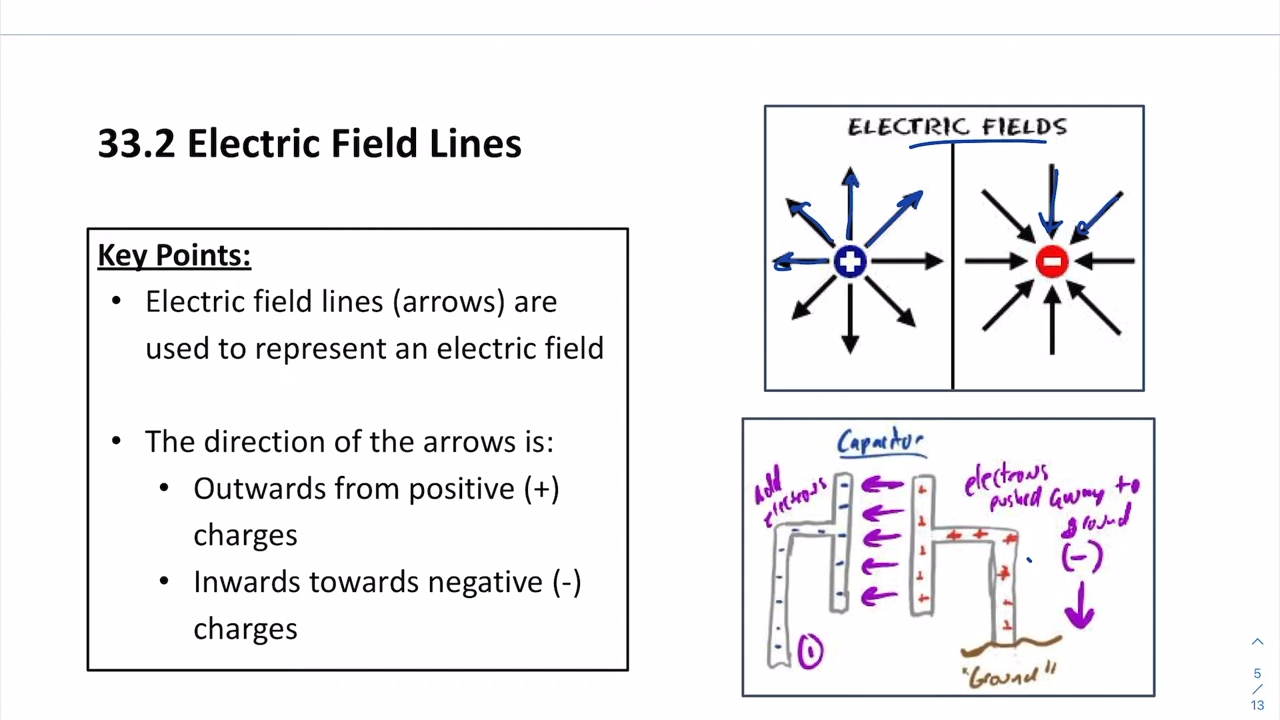 33.2 Electric Field Lines
Key Points:
• Electric field lines (arrows) are
used to represent an electric field
• The direction of the arrows is:
• Outwards from positive (+)
charges
• Inwards towards negative (-)
charges
ELECTRIC FIELDS
+
-
Capacitor
Add
electrons
electrons
pushed away to
ground
(-)
1
"Ground"
5
/
13